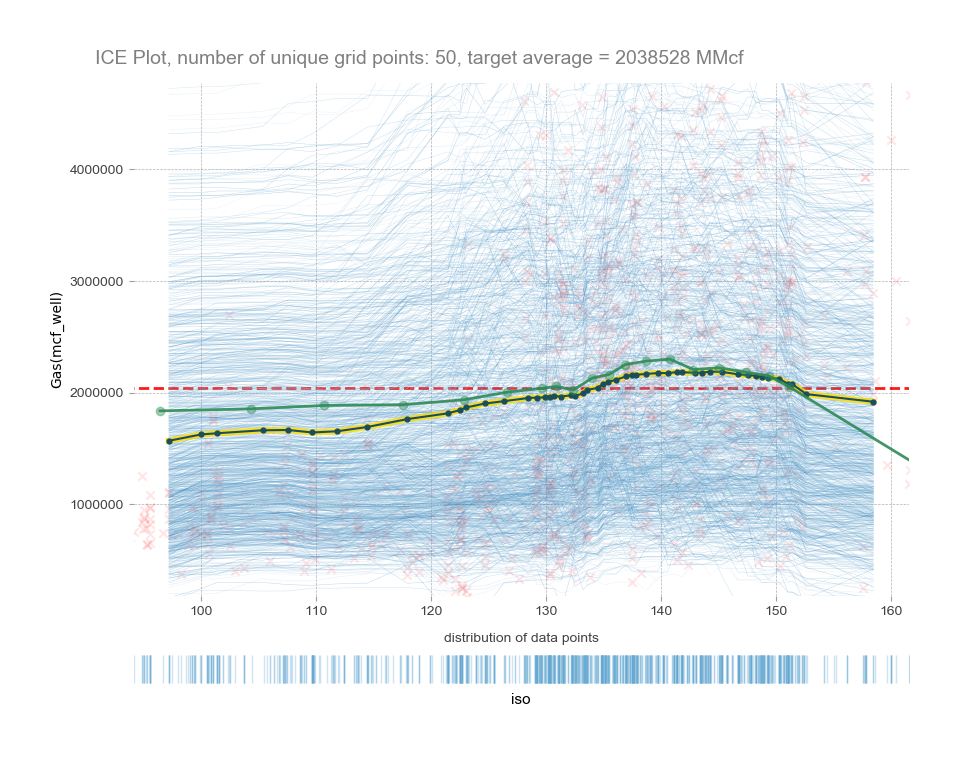 ICE Plot, number of unique grid points: 50, target average = 2038528 MMcf
Gas(mcf_well)
4000000
3000000
2000000
1000000
100 110 120 130 140 150 160
distribution of data points
iso